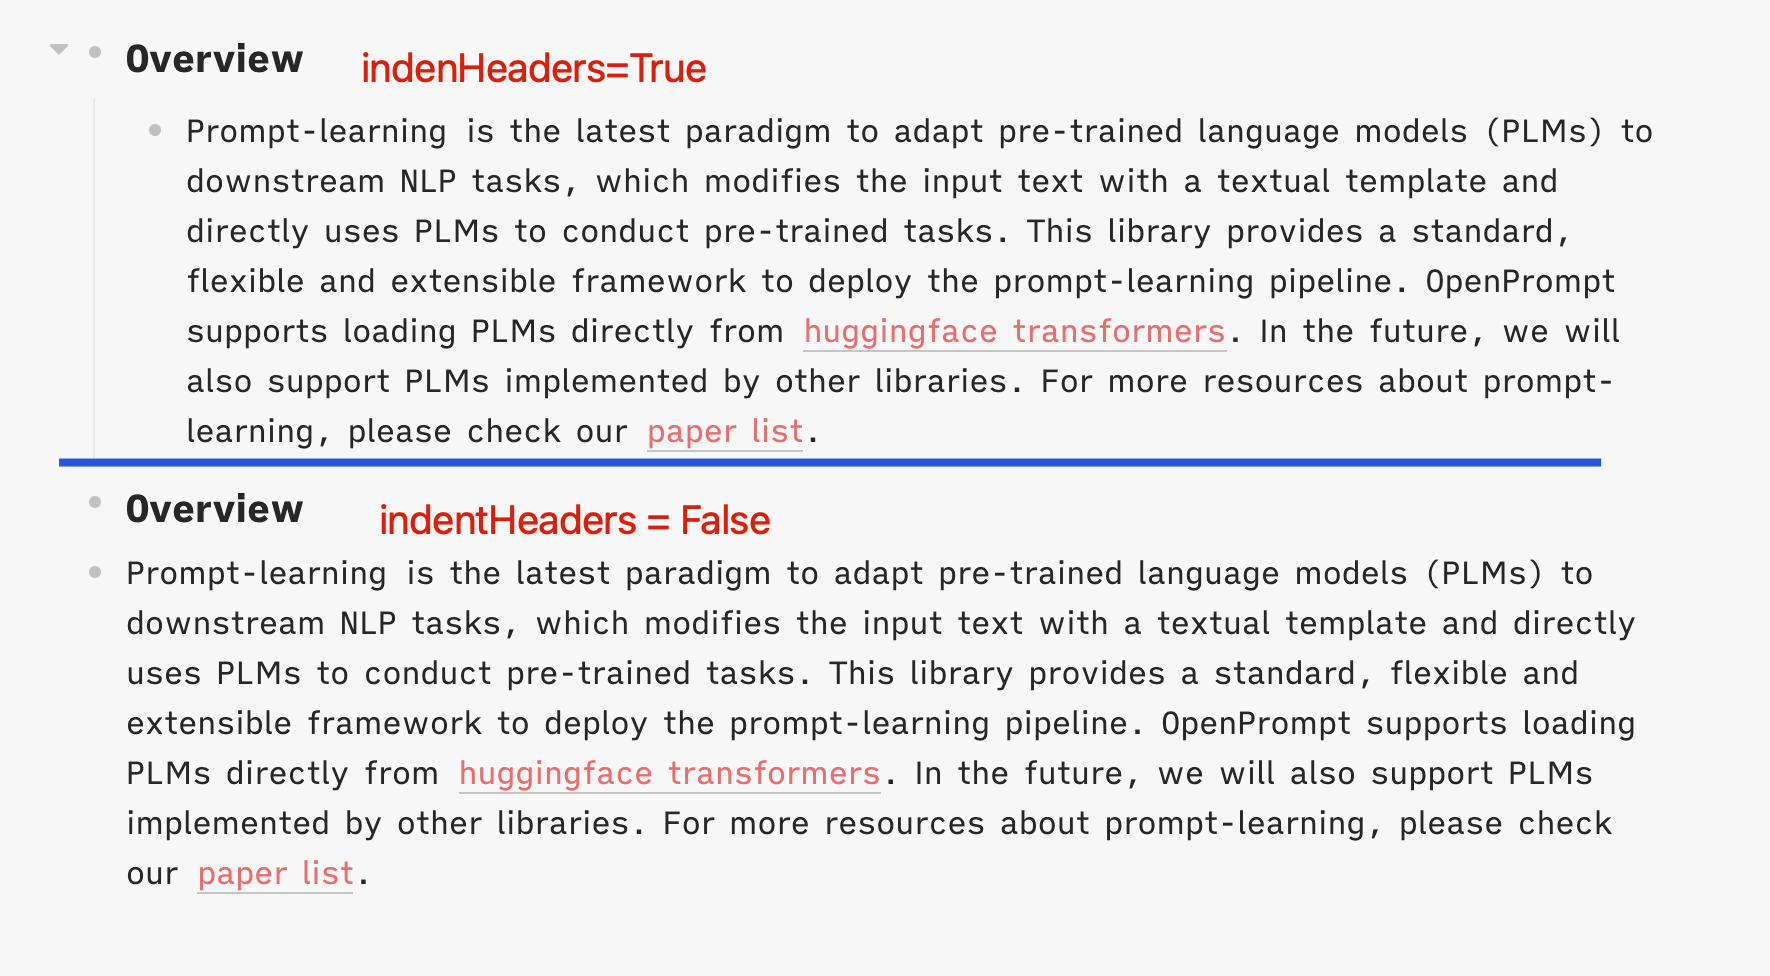 Overview indenHeaders=True
Prompt-learning is the latest paradigm to adapt pre-trained language models (PLMs) to
downstream NLP tasks, which modifies the input text with a textual template and
directly uses PLMs to conduct pre-trained tasks. This library provides a standard,
flexible and extensible framework to deploy the prompt-learning pipeline. OpenPrompt
supports loading PLMs directly from huggingface transformers. In the future, we will
also support PLMs implemented by other libraries. For more resources about prompt-
learning, please check our paper list.
Overview indentHeaders = False
Prompt-learning is the latest paradigm to adapt pre-trained language models (PLMs) to
downstream NLP tasks, which modifies the input text with a textual template and directly
uses PLMs to conduct pre-trained tasks. This library provides a standard, flexible and
extensible framework to deploy the prompt-learning pipeline. OpenPrompt supports loading
PLMs directly from huggingface transformers. In the future, we will also support PLMs
implemented by other libraries. For more resources about prompt-learning, please check
our paper list.